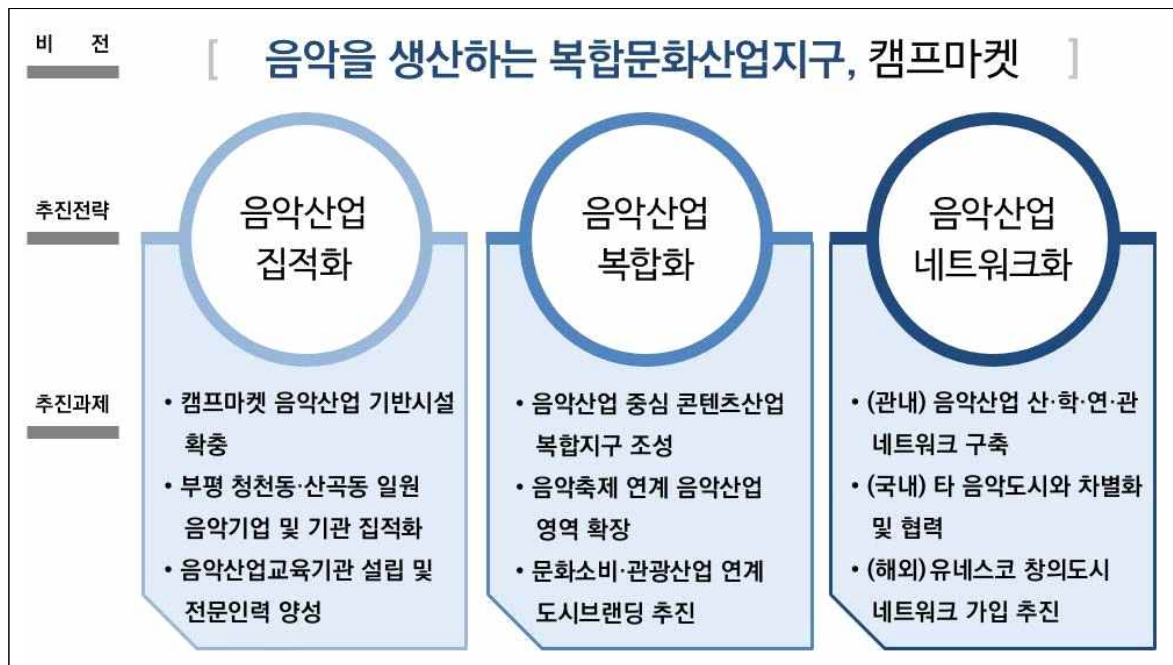 비 전
[ 음악을 생산하는 복합문화산업지구, 캠프마켓 ]
추진전략
음악산업
집적화
음악산업
복합화
음악산업
네트워크화
추진과제
• 캠프마켓 음악산업 기반시설
확충
• 부평 청천동·산곡동 일원
음악기업 및 기관 집적화
• 음악산업교육기관 설립 및
전문인력 양성
• 음악산업 중심 콘텐츠산업
복합지구 조성
• 음악축제 연계 음악산업
영역 확장
• 문화소비·관광산업 연계
도시브랜딩 추진
• (관내) 음악산업 산·학·연·관
네트워크 구축
• (국내) 타 음악도시와 차별화
및 협력
• (해외) 유네스코 창의도시
네트워크 가입 추진